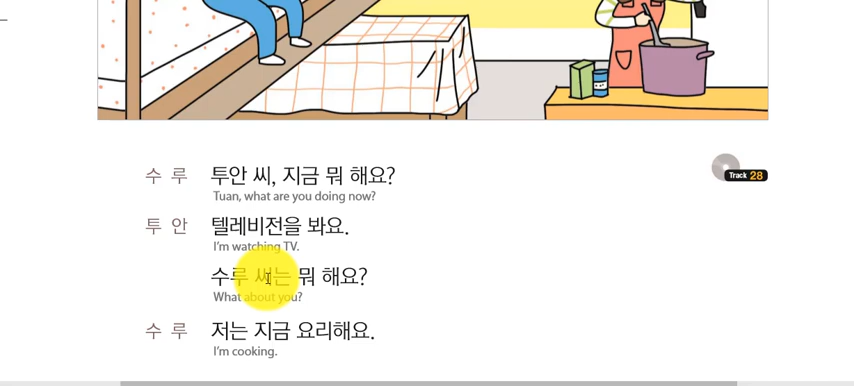 수루 투안 씨, 지금 뭐 해요?
Tuan, what are you doing now?
Track 28
투안 텔레비전을 봐요.
I'm watching TV.
수루 씨는 뭐 해요?
What about you?
수루 저는 지금 요리해요.
I'm cooking.